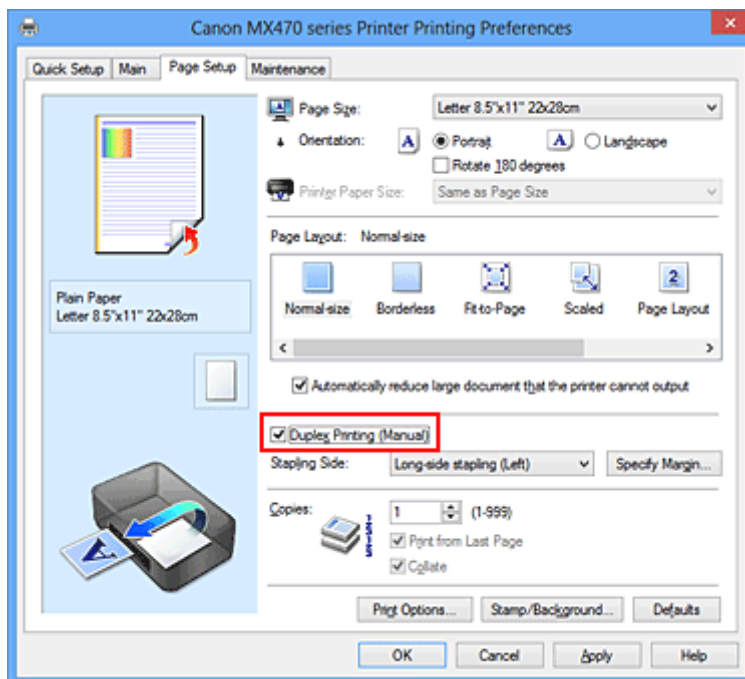 Canon MX470 series Printer Printing Preferences
Quick Setup Main Page Setup Maintenance
Page Size: Letter 8.5"x11" 22x28cm
Orientation: A Portrait A Landscape
Rotate 180 degrees
Printer Paper Size: Same as Page Size
Page Layout: Normal-size
Normal-size Borderless Fit-to-Page Scaled 2 Page Layout
Plain Paper
Letter 8.5"x11" 22x28cm
Automatically reduce large document that the printer cannot output
Duplex Printing (Manual)
Stapling Side: Long-side stapling (Left) Specify Margin...
Copies: 1 (1-999)
Print from Last Page
Collate
A
Print Options... Stamp/Background... Defaults
OK Cancel Apply Help